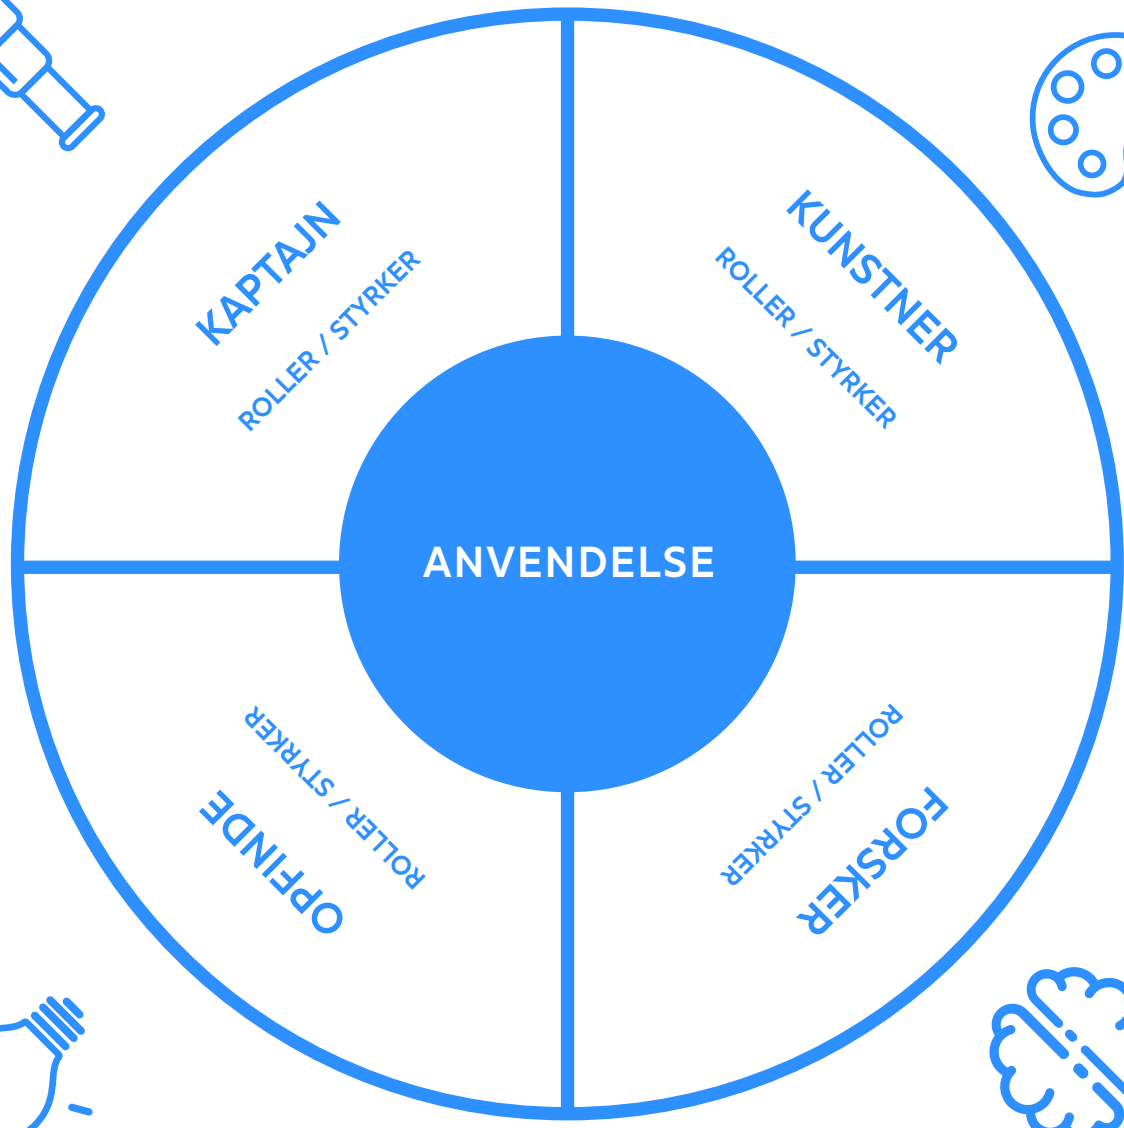 KAPTAJN
ROLLER / STYRKER
KUNSTNER
ROLLER / STYRKER
ANVENDELSE
OPFINDE
ROLLER / STYRKER
FORSKER
ROLLER / STYRKER